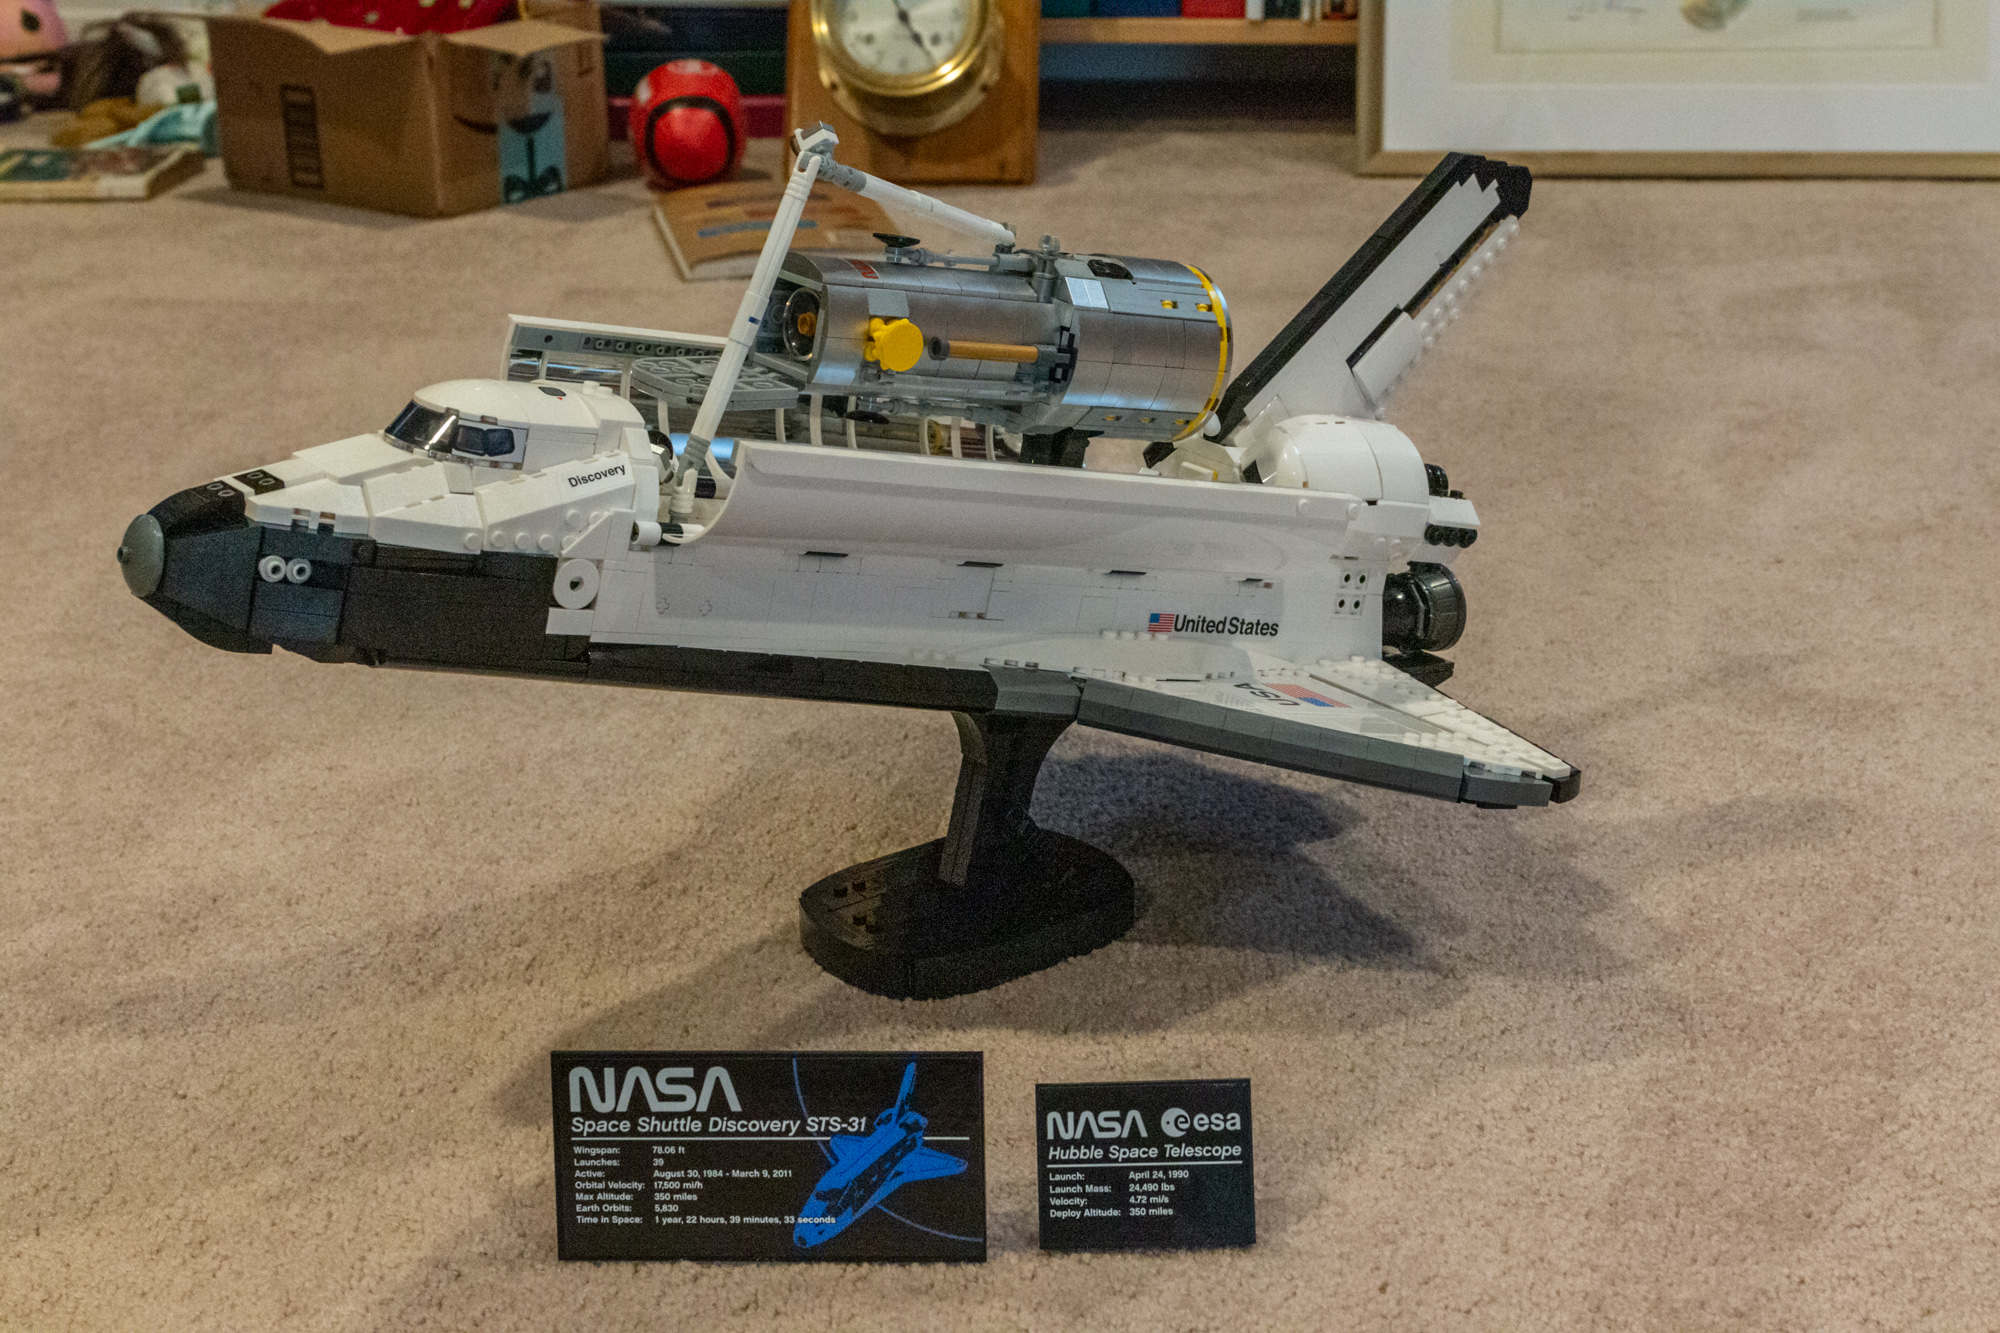 Discovery
United States
USA
NASA
Space Shuttle Discovery STS-31
Wingspan: 78.06 ft
Launches: 39
Active: August 30, 1984 - March 9, 2011
Orbital Velocity: 17,500 mi/h
Max Altitude: 350 miles
Earth Orbits: 5,830
Time in Space: 1 year, 22 hours, 39 minutes, 33 seconds
NASA esa
Hubble Space Telescope
Launch: April 24, 1990
Launch Mass: 24,490 lbs
Velocity: 4.72 mi/s
Deploy Altitude: 350 miles